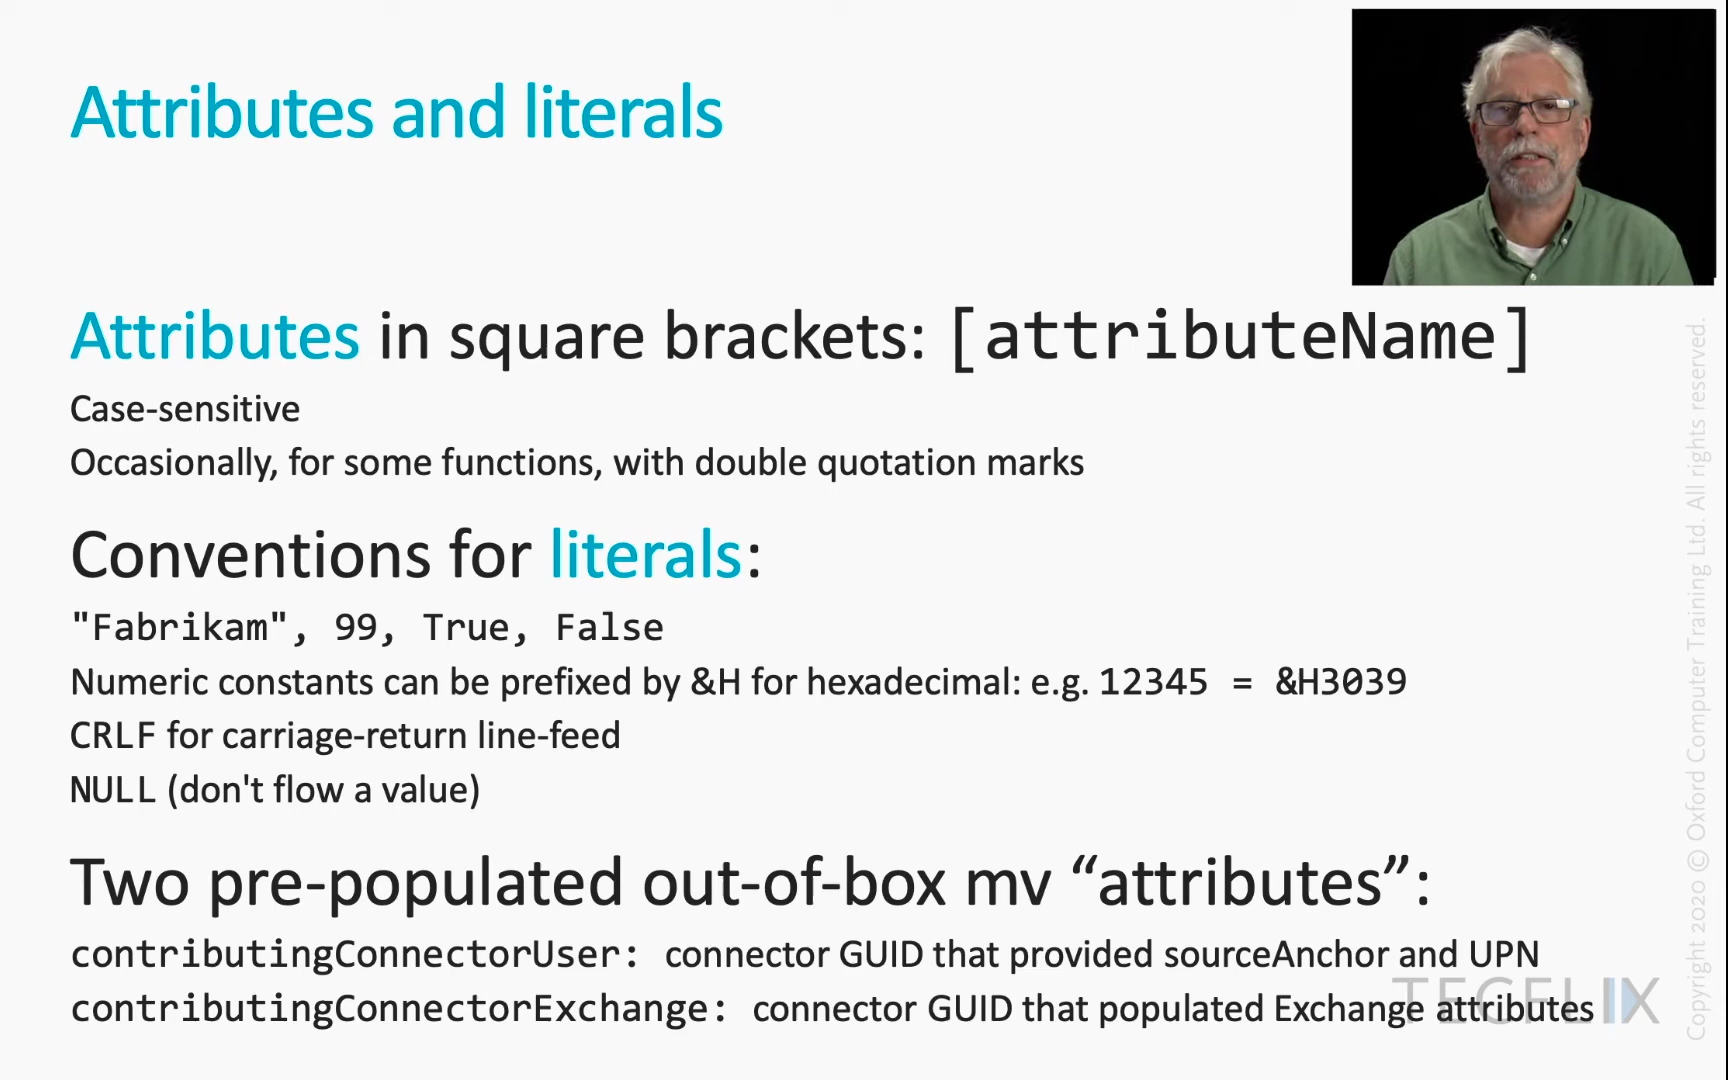 Attributes and literals
Attributes in square brackets: [attributeName]
Case-sensitive
Occasionally, for some functions, with double quotation marks
Conventions for literals:
"Fabrikam", 99, True, False
Numeric constants can be prefixed by &H for hexadecimal: e.g. 12345 = &H3039
CRLF for carriage-return line-feed
NULL (don't flow a value)
Two pre-populated out-of-box mv “attributes”:
contributingConnectorUser: connector GUID that provided sourceAnchor and UPN
contributingConnectorExchange: connector GUID that populated Exchange attributes
TECFLIX
Copyright 2020 © Oxford Computer Training Ltd. All rights reserved.